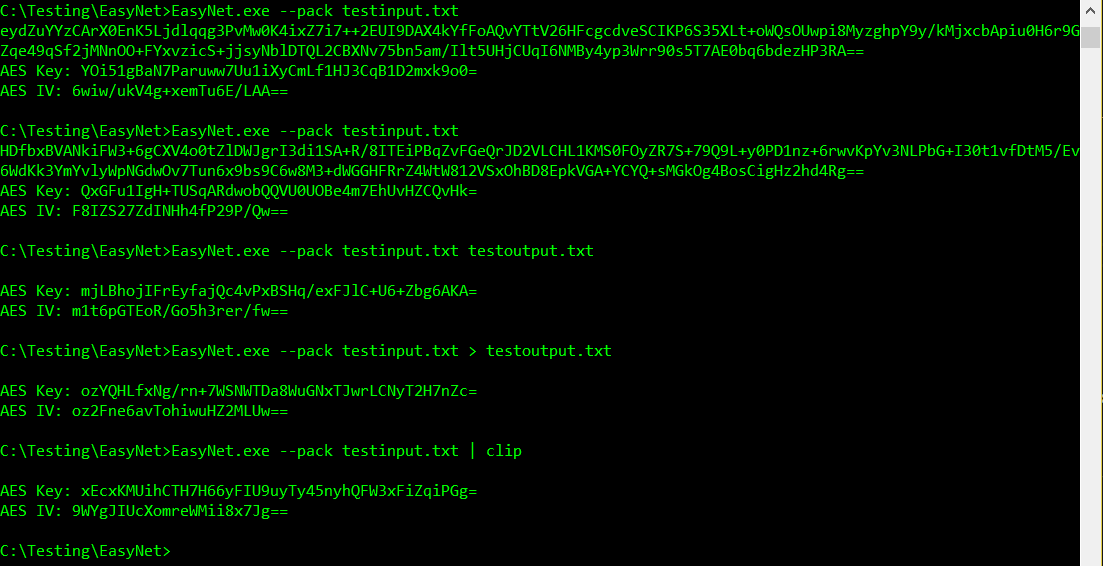 C:\Testing\EasyNet>EasyNet.exe --pack testinput.txt
eydZuYYzCArX0EnK5Ljdlqqg3PvMw0K4ixZ7i7++2EUI9DAX4kYfFoAQvYTtV26HFcgcdveSCIKP6S35XLt+oWQsOUwpi8MyzghpY9y/kMjxcbApiu0H6r9G
Zqe49qSf2jMNnOO+FYxvzicS+jjsyNblDTQL2CBXNv75bn5am/Ilt5UHjCUqI6NMBy4yp3Wrr90s5T7AE0bq6bdezHP3RA==
AES Key: YOi51gBaN7Paruww7Uu1iXyCmLf1HJ3CqB1D2mxk9o0=
AES IV: 6wiw/ukV4g+xemTu6E/LAA==
C:\Testing\EasyNet>EasyNet.exe --pack testinput.txt
HDfbxBVANkiFW3+6gCXV4o0tZlDWJgrI3di1SA+R/8ITEiPBqZvFGeQrJD2VLCHL1KMS0FOyZR7S+79Q9L+y0PD1nz+6rwvKpYv3NLPbG+I30t1vfDtM5/Ev
6WdKk3YmYvlyWpNGdwOv7Tun6x9bs9C6w8M3+dWGGHFRrZ4WtW812VSxOhBD8EpkVGA+YCYQ+sMGkOg4BosCigHz2hd4Rg==
AES Key: QxGFu1IgH+TUSqARdwobQQVU0UOBe4m7EhUvHZCQvHk=
AES IV: F8IZS27ZdINHh4fP29P/Qw==
C:\Testing\EasyNet>EasyNet.exe --pack testinput.txt testoutput.txt
AES Key: mjLBhojIFrEyfajQc4vPxBSHq/exFJlC+U6+Zbg6AKA=
AES IV: m1t6pGTEoR/Go5h3rer/fw==
C:\Testing\EasyNet>EasyNet.exe --pack testinput.txt > testoutput.txt
AES Key: ozYQHLfxNg/rn+7WSNWTDa8WuGNxTJwrLCNyT2H7nZc=
AES IV: oz2Fne6avTohiwuHZ2MLUw==
C:\Testing\EasyNet>EasyNet.exe --pack testinput.txt | clip
AES Key: xEcxKMUihCTH7H66yFIU9uyTy45nyhQFW3xFiZqiPGg=
AES IV: 9WYgJIUcXomreWMii8x7Jg==
C:\Testing\EasyNet>